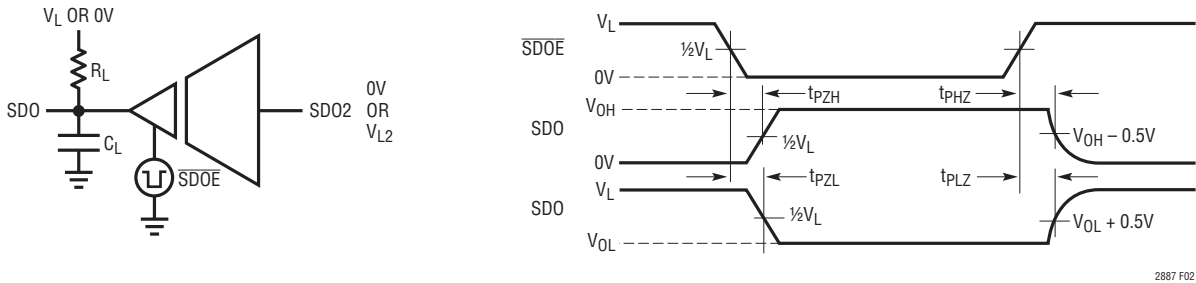 V_L OR 0V
R_L
SDO
C_L
SDOE
SDO2
0V
OR
V_L2
SDOE
V_L
½V_L
0V
t_PZH
t_PHZ
SDO
V_OH
½V_L
V_OH – 0.5V
0V
t_PZL
t_PLZ
SDO
V_L
½V_L
V_OL + 0.5V
V_OL
2887 F02